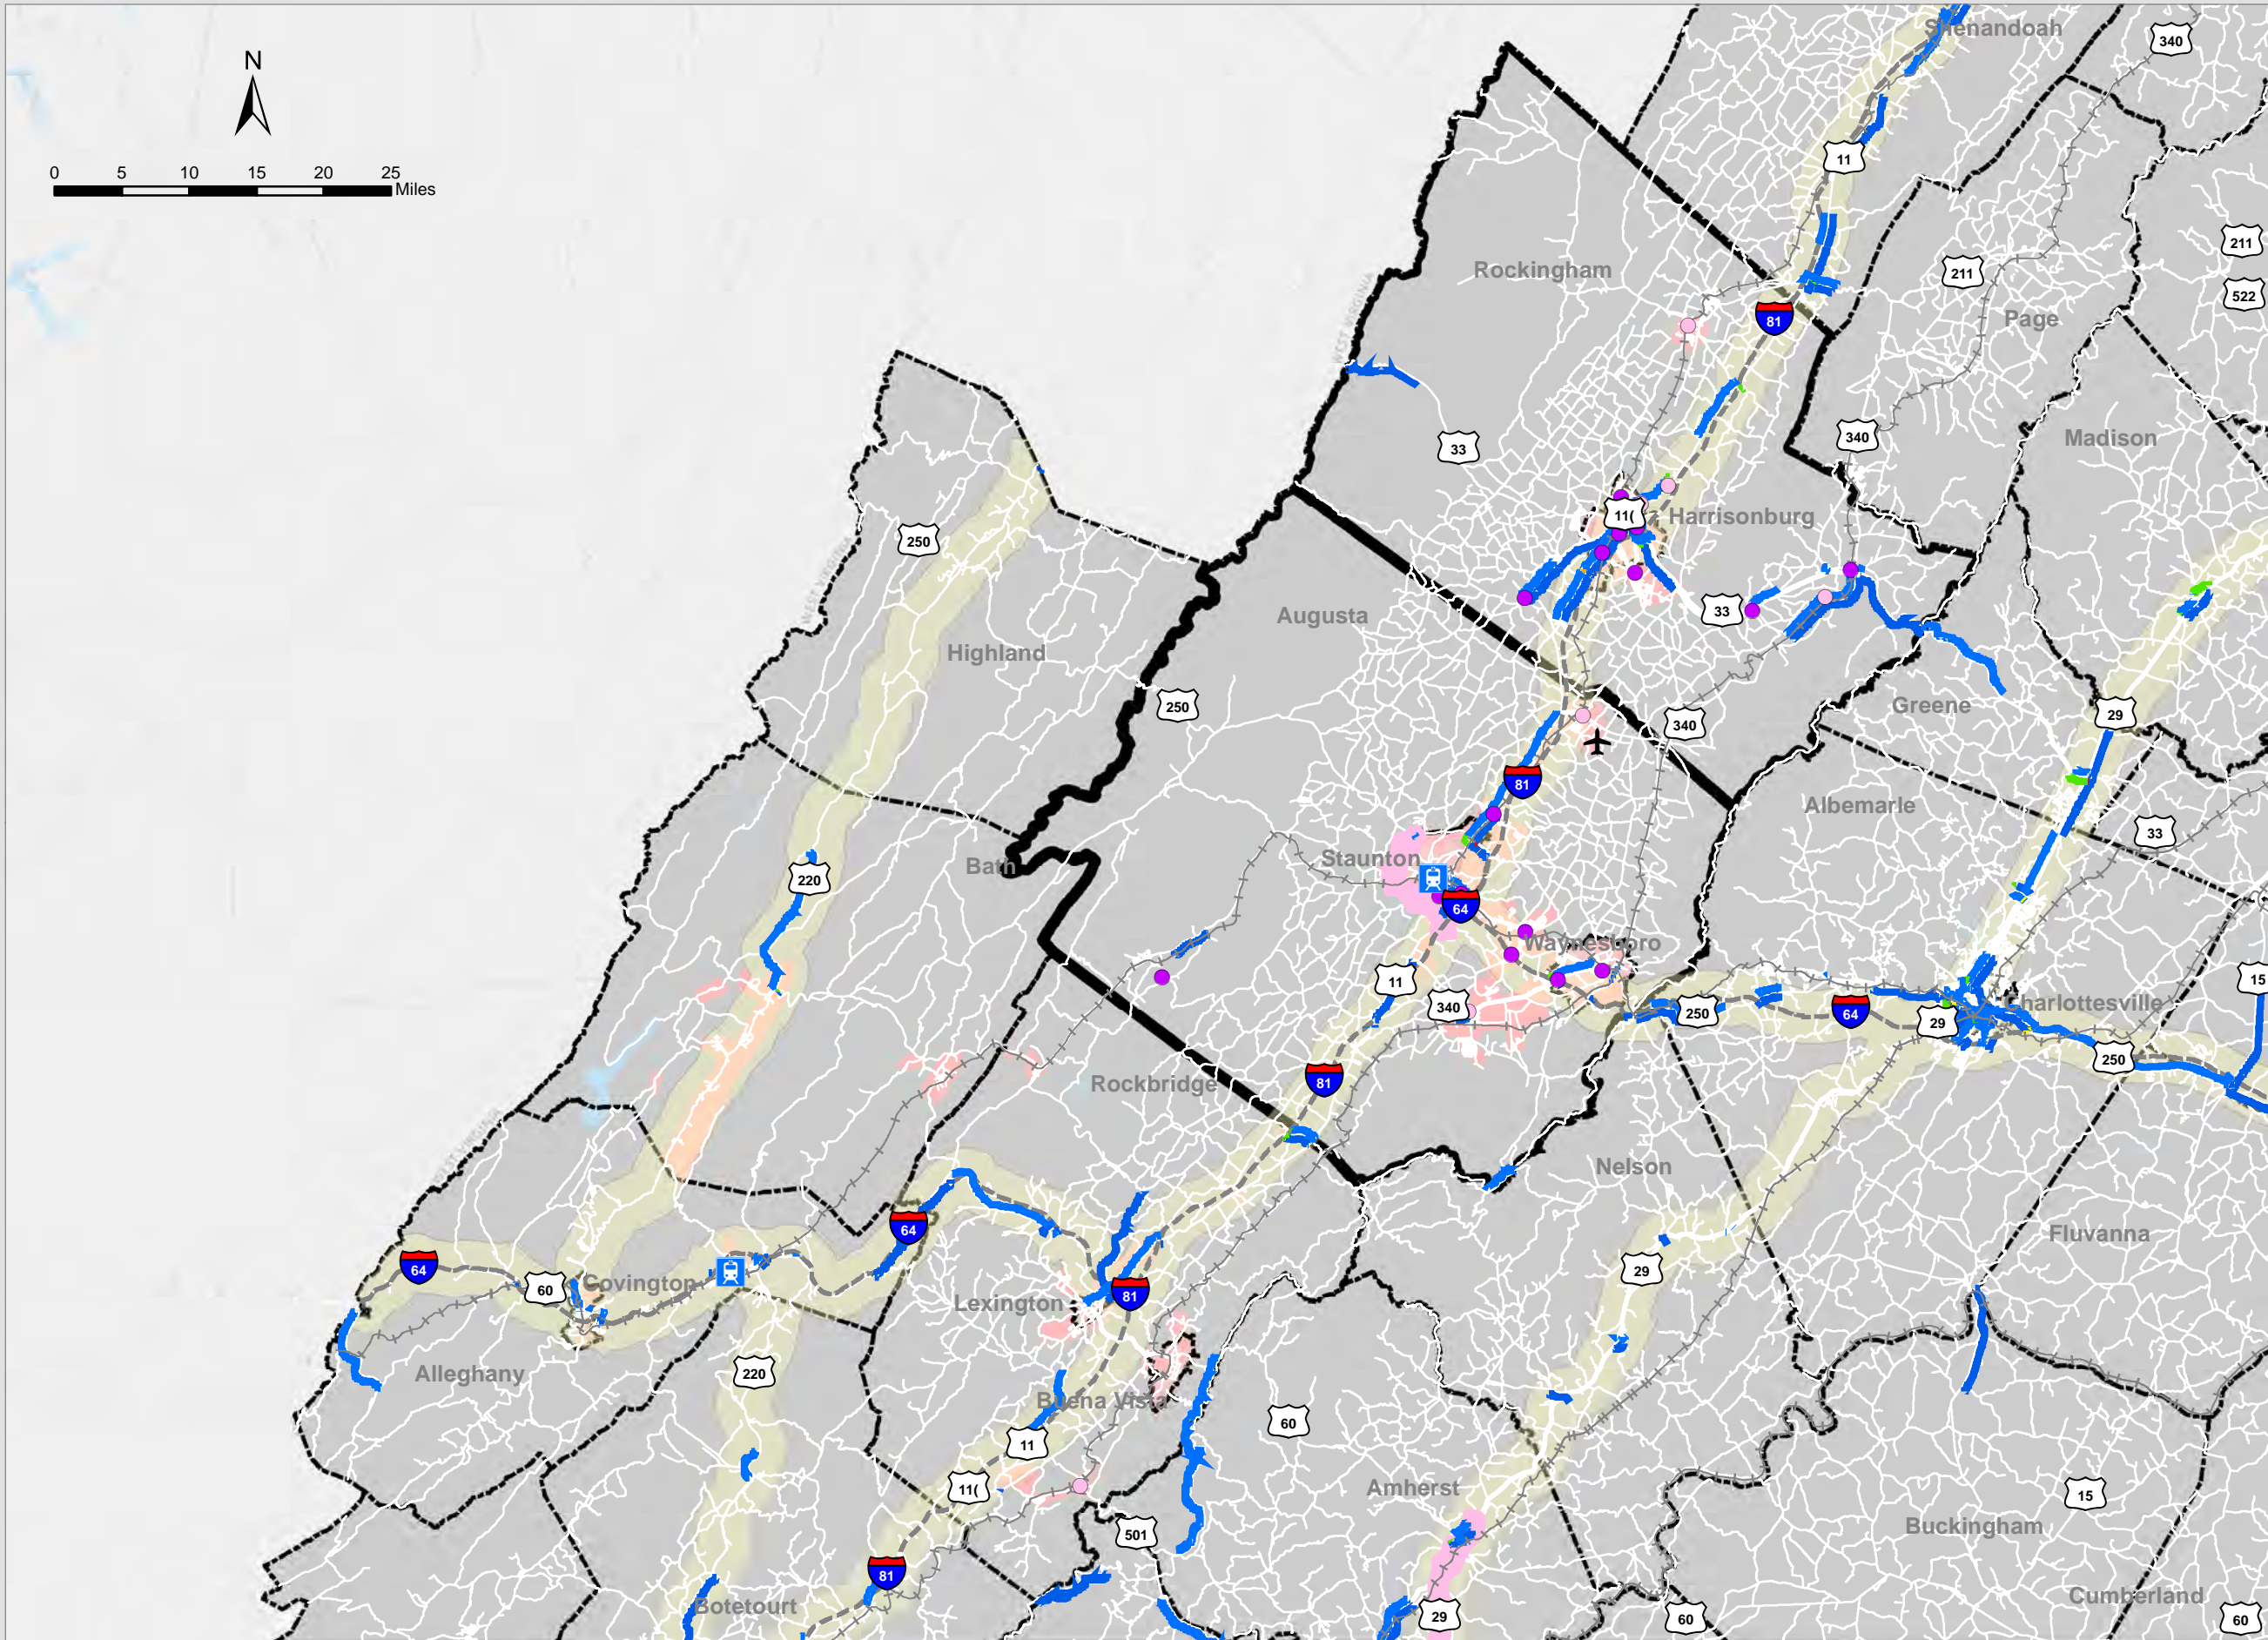 Shenandoah
340
N
11
0 5 10 15 20 25
Miles
211
211
Rockingham
522
81
Page
WEST VIRGINIA
340
Madison
33
11(
Harrisonburg
250
33
Augusta
Highland
250
Greene
29
340
81
Albemarle
33
Staunton
Bath
220
64
Waynesboro
11
15
340
250
64
Charlottesville
29
250
81
Rockbridge
Nelson
64
Fluvanna
64
29
60
Covington
81
Lexington
220
Alleghany
Buena Vista
60
11
11(
Amherst
15
501
Buckingham
81
Botetourt
Cumberland
29
60
60